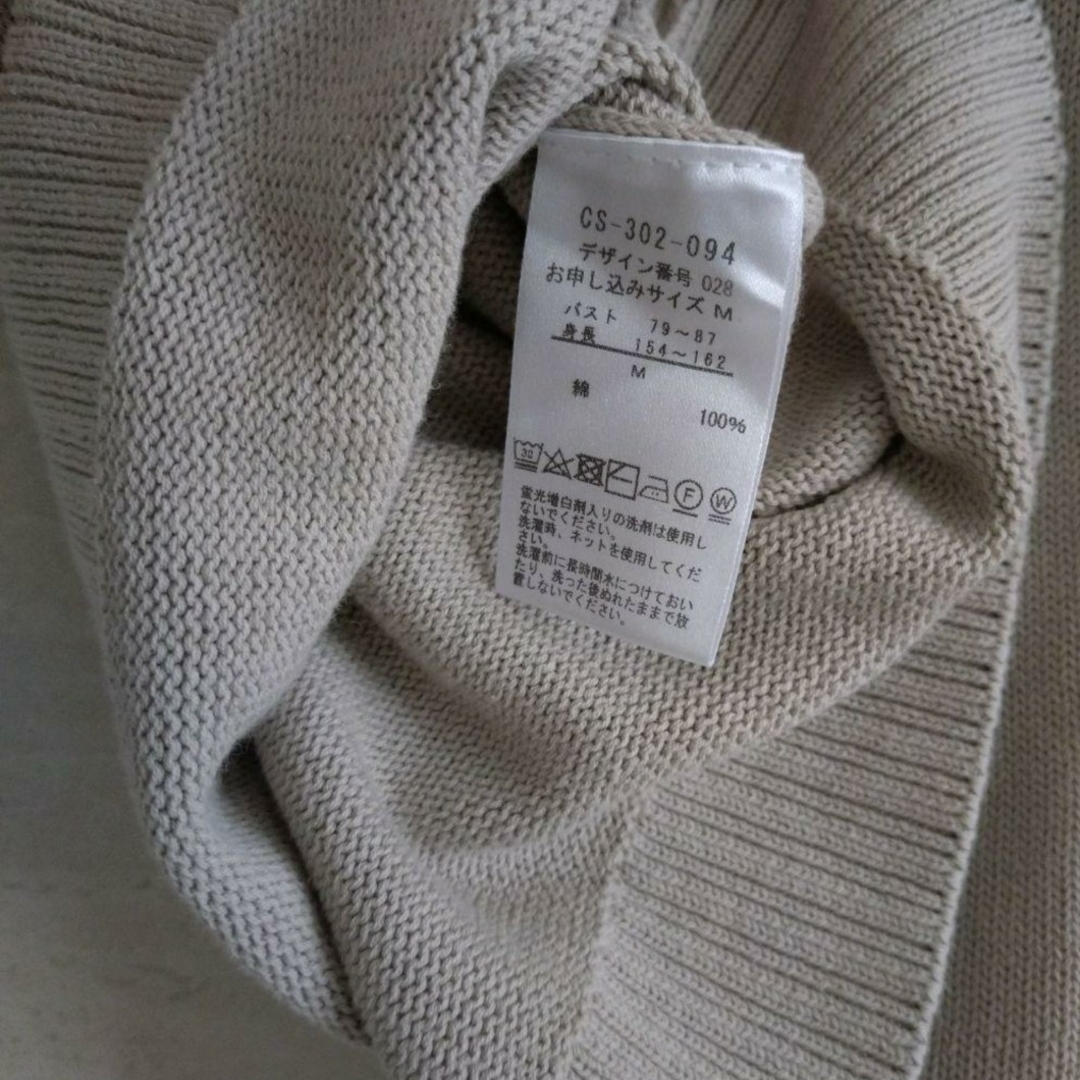 CS-302-094
デザイン番号 028
お申し込みサイズ M
バスト 79～87
身長 154～162
M
綿 100%
30 F W
蛍光増白剤入りの洗剤は使用し
ないでください。
洗濯時、ネットを使用してくだ
さい。
洗濯前に長時間水につけておい
たり、洗った後ぬれたままで放
置しないでください。